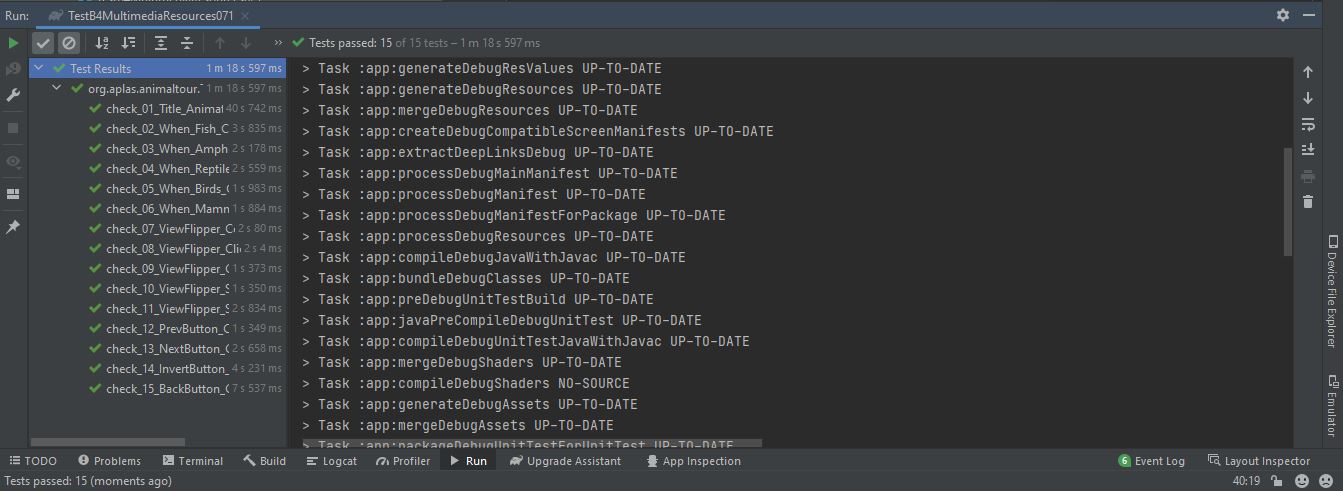 Run: TestB4MultimediaResources071
Tests passed: 15 of 15 tests – 1 m 18 s 597 ms
Test Results 1 m 18 s 597 ms
org.aplas.animaltour. 1 m 18 s 597 ms
check_01_Title_Animat 40 s 742 ms
check_02_When_Fish_C 3 s 835 ms
check_03_When_Amph 2 s 178 ms
check_04_When_Reptile 2 s 559 ms
check_05_When_Birds_ 1 s 983 ms
check_06_When_Mamm 1 s 884 ms
check_07_ViewFlipper_C 2 s 80 ms
check_08_ViewFlipper_Cli 2 s 4 ms
check_09_ViewFlipper_ 1 s 373 ms
check_10_ViewFlipper_S 1 s 350 ms
check_11_ViewFlipper_S 2 s 834 ms
check_12_PrevButton_C 1 s 349 ms
check_13_NextButton_C 2 s 658 ms
check_14_InvertButton_ 4 s 231 ms
check_15_BackButton_C 7 s 537 ms
> Task :app:generateDebugResValues UP-TO-DATE
> Task :app:generateDebugResources UP-TO-DATE
> Task :app:mergeDebugResources UP-TO-DATE
> Task :app:createDebugCompatibleScreenManifests UP-TO-DATE
> Task :app:extractDeepLinksDebug UP-TO-DATE
> Task :app:processDebugMainManifest UP-TO-DATE
> Task :app:processDebugManifest UP-TO-DATE
> Task :app:processDebugManifestForPackage UP-TO-DATE
> Task :app:processDebugResources UP-TO-DATE
> Task :app:compileDebugJavaWithJavac UP-TO-DATE
> Task :app:bundleDebugClasses UP-TO-DATE
> Task :app:preDebugUnitTestBuild UP-TO-DATE
> Task :app:javaPreCompileDebugUnitTest UP-TO-DATE
> Task :app:compileDebugUnitTestJavaWithJavac UP-TO-DATE
> Task :app:mergeDebugShaders UP-TO-DATE
> Task :app:compileDebugShaders NO-SOURCE
> Task :app:generateDebugAssets UP-TO-DATE
> Task :app:mergeDebugAssets UP-TO-DATE
> Task :app:packageDebugUnitTestForUnitTest UP-TO-DATE
Device File Explorer
Emulator
TODO Problems Terminal Build Logcat Profiler Run Upgrade Assistant App Inspection 6 Event Log Layout Inspector
Tests passed: 15 (moments ago) 40:19